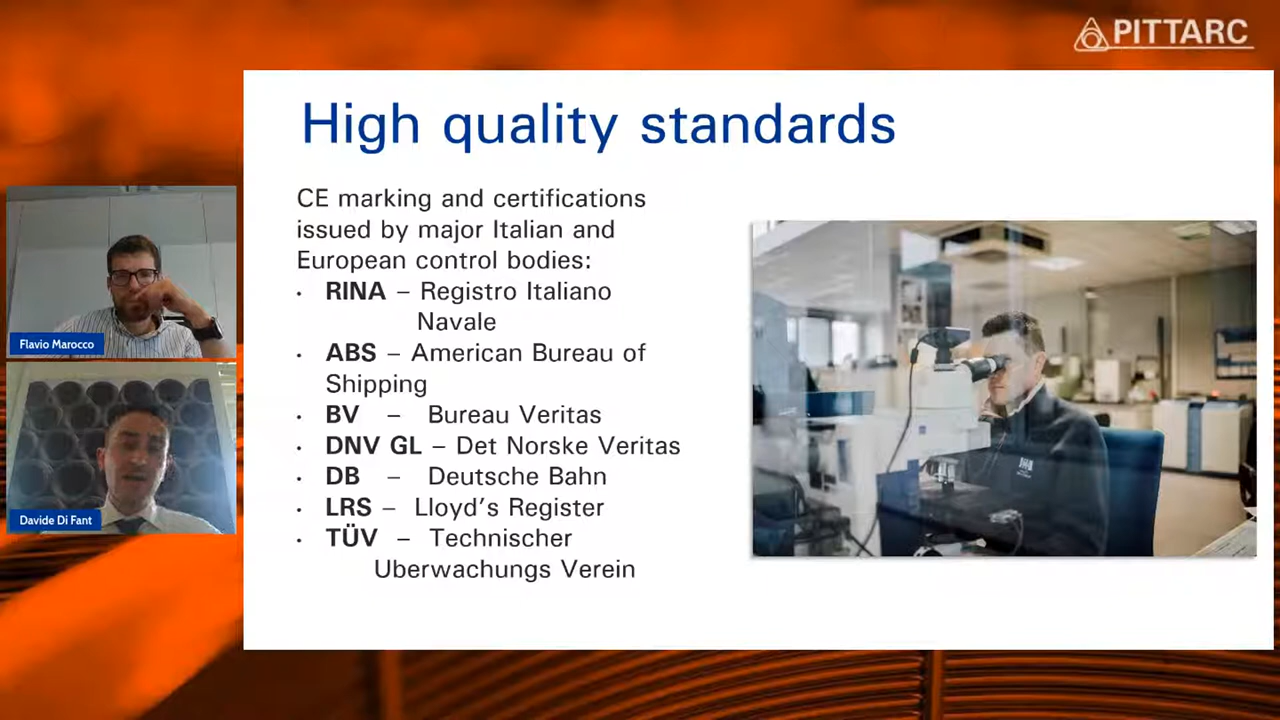 PITTARC
High quality standards
CE marking and certifications
issued by major Italian and
European control bodies:
• RINA – Registro Italiano
Navale
• ABS – American Bureau of
Shipping
• BV – Bureau Veritas
• DNV GL – Det Norske Veritas
• DB – Deutsche Bahn
• LRS – Lloyd's Register
• TÜV – Technischer
Uberwachungs Verein
Flavio Marocco
Davide Di Fant